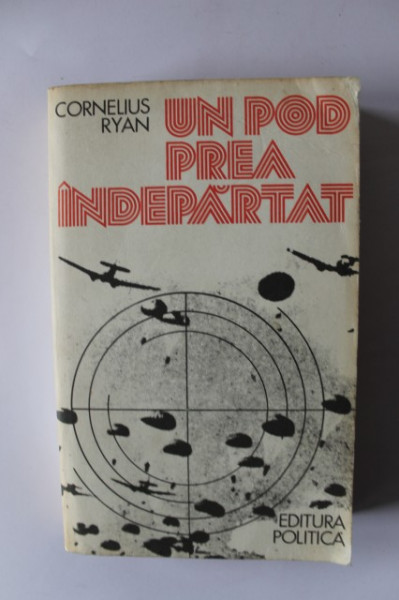 CORNELIUS
RYAN
UN POD
PREA
ÎNDEPĂRTAT
EDITURA
POLITICĂ